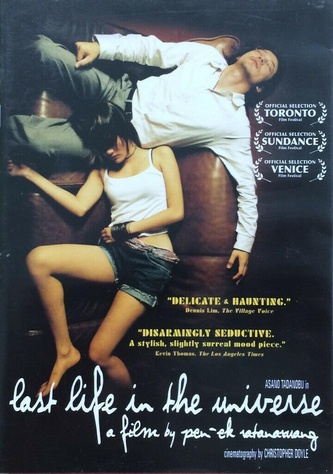 OFFICIAL SELECTION
TORONTO
Film Festival
OFFICIAL SELECTION
SUNDANCE
Film Festival
OFFICIAL SELECTION
VENICE
Film Festival
"DELICATE & HAUNTING."
Dennis Lim, The Village Voice
"DISARMINGLY SEDUCTIVE.
A stylish, slightly surreal mood piece."
Kevin Thomas, The Los Angeles Times
ASANO TADANOBU in
last life in the universe
a film by pen-ek ratanaruang
cinematography by CHRISTOPHER DOYLE